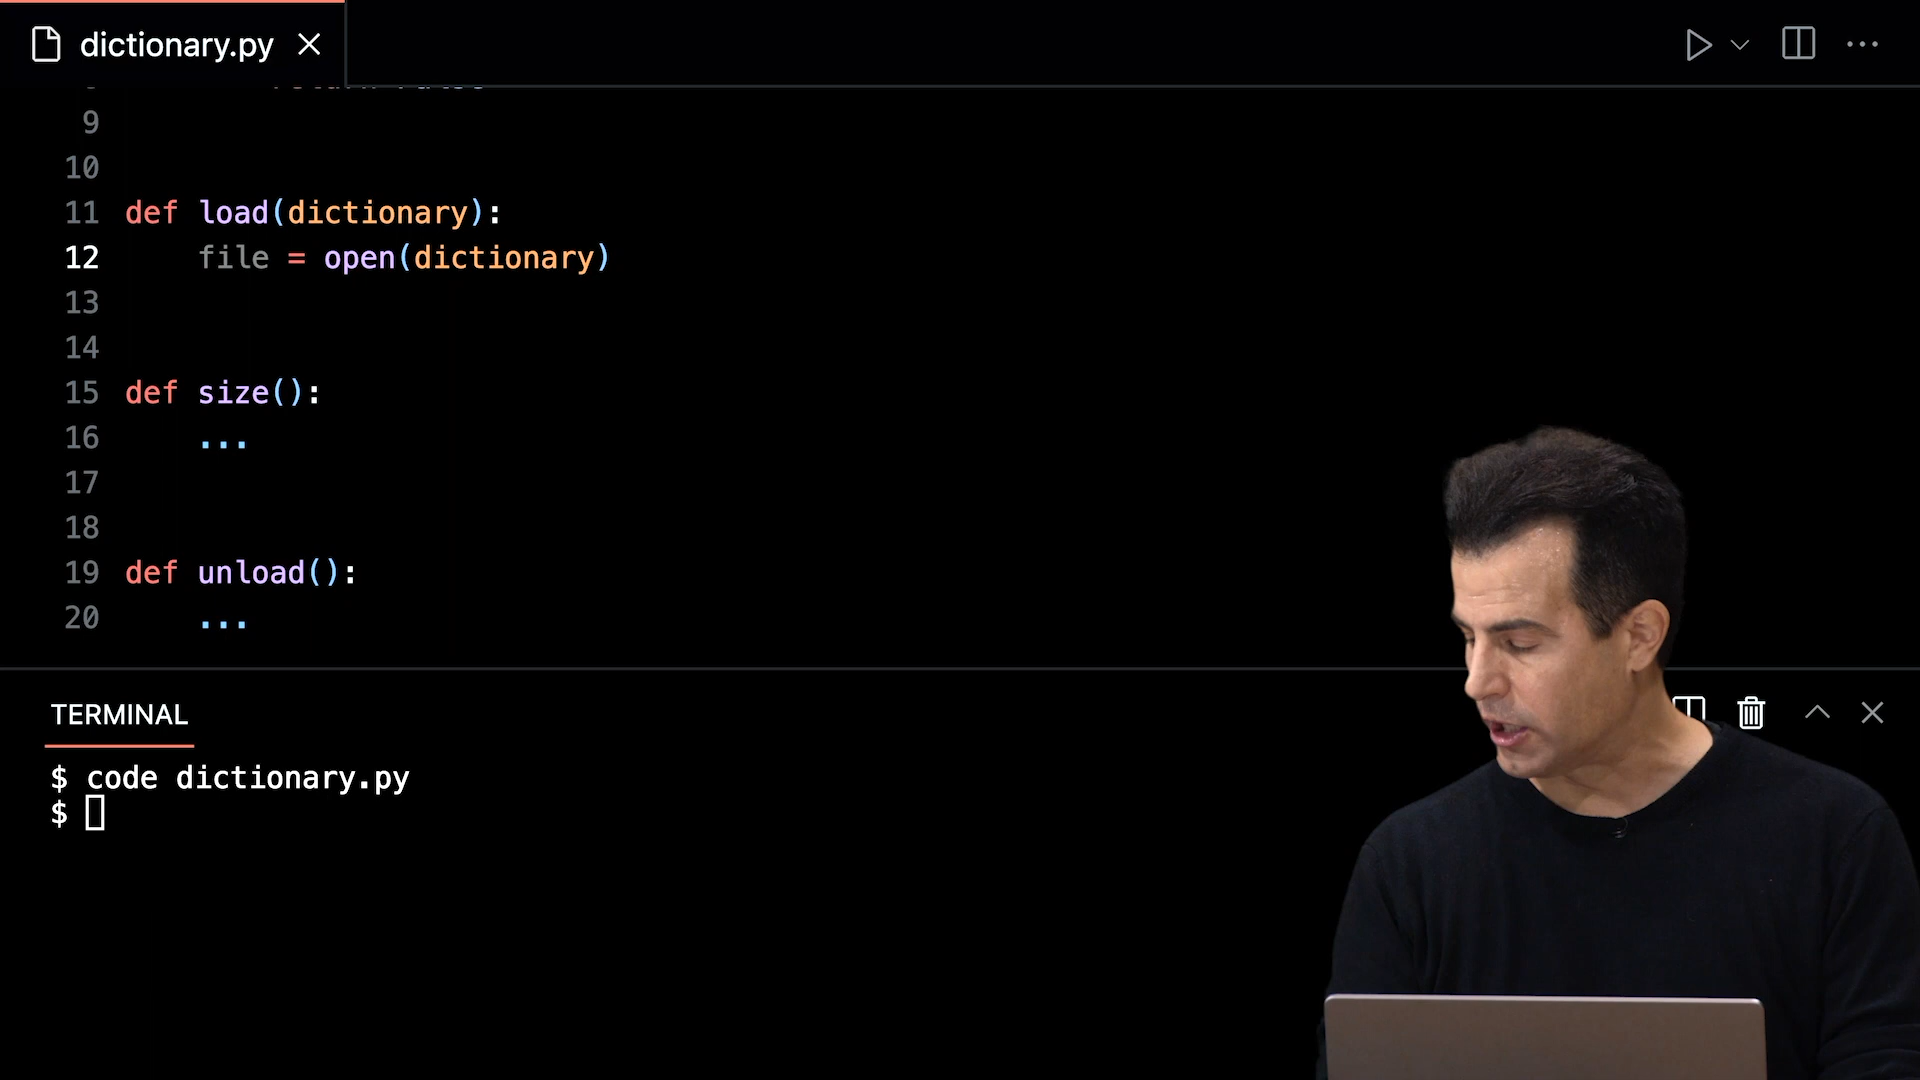 dictionary.py
9
10
11 def load(dictionary):
12     file = open(dictionary)
13
14
15 def size():
16     ...
17
18
19 def unload():
20     ...
TERMINAL
$ code dictionary.py
$